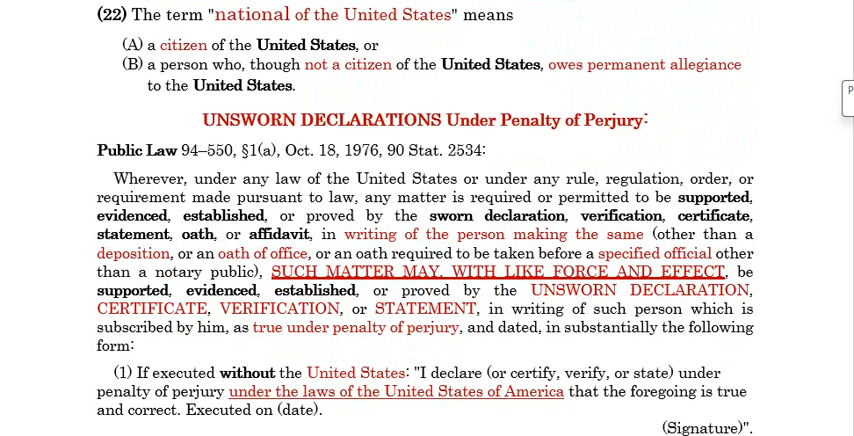 (22) The term "national of the United States" means
(A) a citizen of the United States, or
(B) a person who, though not a citizen of the United States, owes permanent allegiance
to the United States.
UNSWORN DECLARATIONS Under Penalty of Perjury:
Public Law 94–550, §1(a), Oct. 18, 1976, 90 Stat. 2534:
Wherever, under any law of the United States or under any rule, regulation, order, or
requirement made pursuant to law, any matter is required or permitted to be supported,
evidenced, established, or proved by the sworn declaration, verification, certificate,
statement, oath, or affidavit, in writing of the person making the same (other than a
deposition, or an oath of office, or an oath required to be taken before a specified official other
than a notary public), SUCH MATTER MAY, WITH LIKE FORCE AND EFFECT, be
supported, evidenced, established, or proved by the UNSWORN DECLARATION,
CERTIFICATE, VERIFICATION, or STATEMENT, in writing of such person which is
subscribed by him, as true under penalty of perjury, and dated, in substantially the following
form:
(1) If executed without the United States: "I declare (or certify, verify, or state) under
penalty of perjury under the laws of the United States of America that the foregoing is true
and correct. Executed on (date).
(Signature)".
P